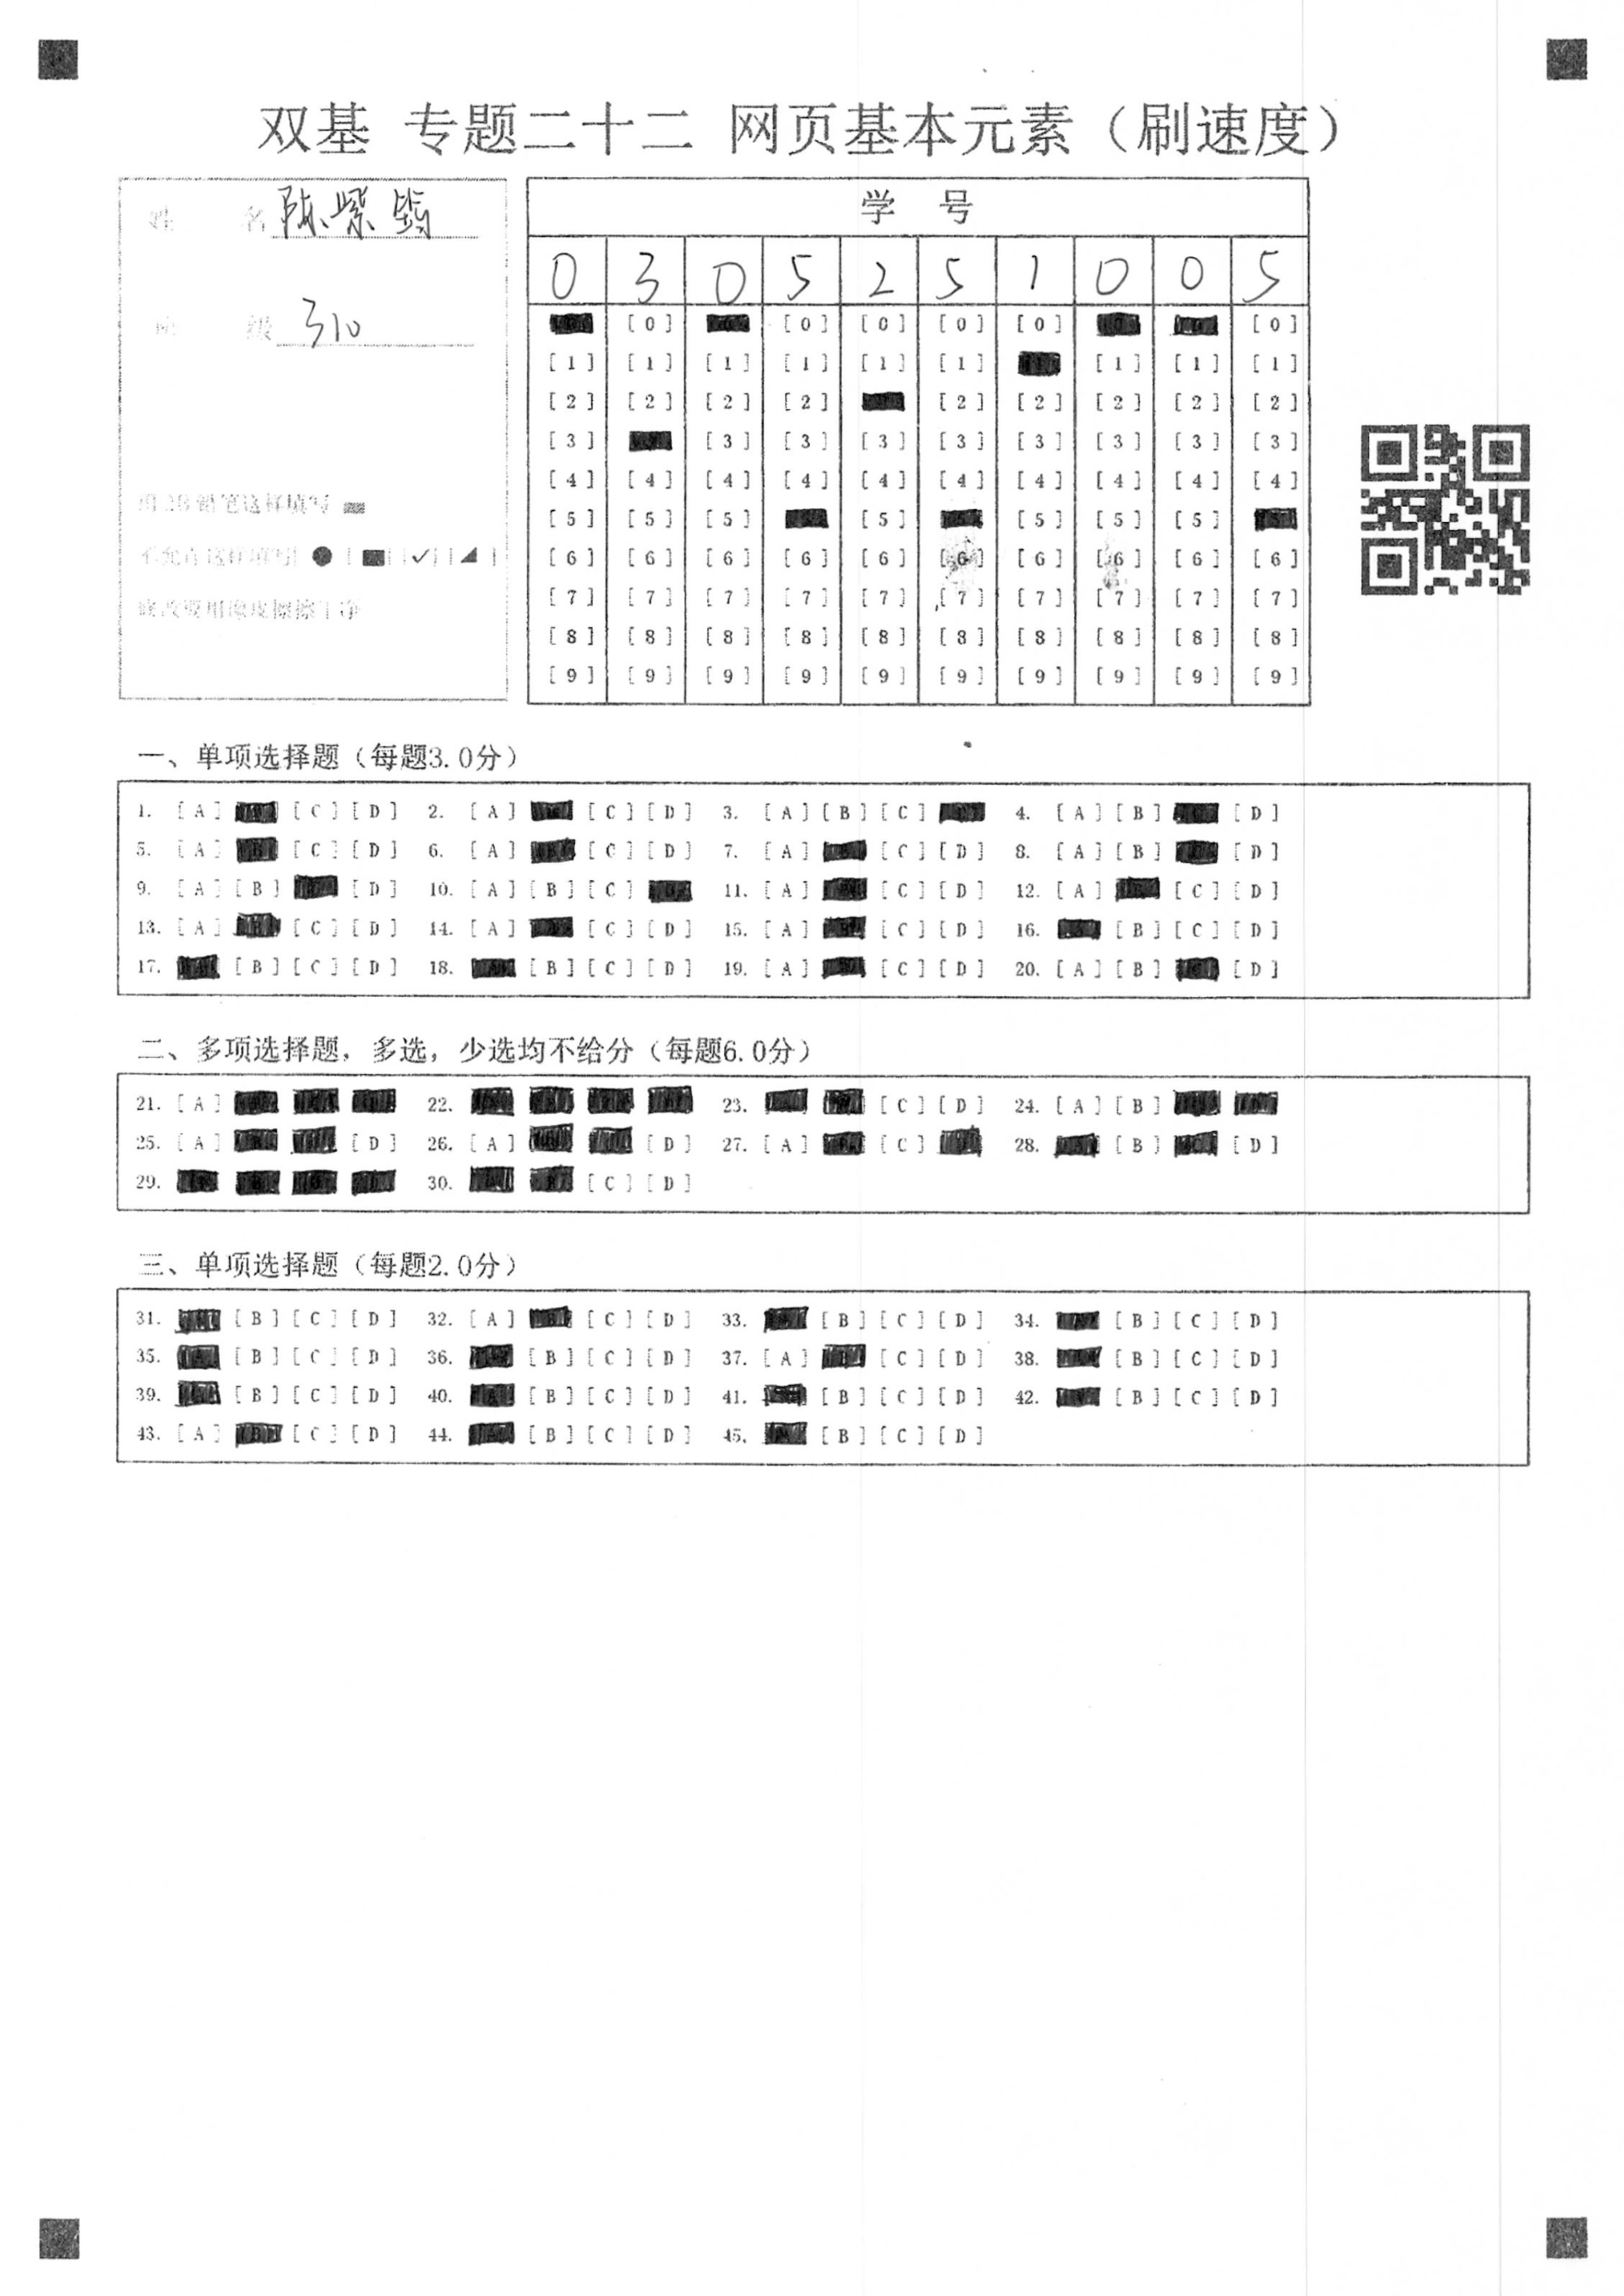 双基 专题二十二 网页基本元素（刷速度）
姓 名 陈紫
级 310
用2B铅笔这样填写
不允许这样填写
修改要用橡皮擦擦干净
学 号
0 3 0 5 2 5 1 0 0 5
[0] [0] [0] [0] [0] [0]
[1] [1] [1] [1] [1] [1] [1] [1] [1]
[2] [2] [2] [2] [2] [2] [2] [2] [2]
[3] [3] [3] [3] [3] [3] [3] [3] [3]
[4] [4] [4] [4] [4] [4] [4] [4] [4] [4]
[5] [5] [5] [5] [5] [5] [5]
[6] [6] [6] [6] [6] [6] [6] [6] [6] [6]
[7] [7] [7] [7] [7] [7] [7] [7] [7] [7]
[8] [8] [8] [8] [8] [8] [8] [8] [8] [8]
[9] [9] [9] [9] [9] [9] [9] [9] [9] [9]
一、单项选择题（每题3.0分）
1. [A] [C] [D] 2. [A] [C] [D] 3. [A] [B] [C] 4. [A] [B] [D]
5. [A] [C] [D] 6. [A] [C] [D] 7. [A] [C] [D] 8. [A] [B] [D]
9. [A] [B] [D] 10. [A] [B] [C] 11. [A] [C] [D] 12. [A] [C] [D]
13. [A] [C] [D] 14. [A] [C] [D] 15. [A] [C] [D] 16. [B] [C] [D]
17. [B] [C] [D] 18. [B] [C] [D] 19. [A] [C] [D] 20. [A] [B] [D]
二、多项选择题，多选，少选均不给分（每题6.0分）
21. [A] 22. 23. [C] [D] 24. [A] [B]
25. [A] [D] 26. [A] [D] 27. [A] [C] 28. [B] [D]
29. 30. [C] [D]
三、单项选择题（每题2.0分）
31. [B] [C] [D] 32. [A] [C] [D] 33. [B] [C] [D] 34. [B] [C] [D]
35. [B] [C] [D] 36. [B] [C] [D] 37. [A] [C] [D] 38. [B] [C] [D]
39. [B] [C] [D] 40. [B] [C] [D] 41. [B] [C] [D] 42. [B] [C] [D]
43. [A] [C] [D] 44. [B] [C] [D] 45. [B] [C] [D]